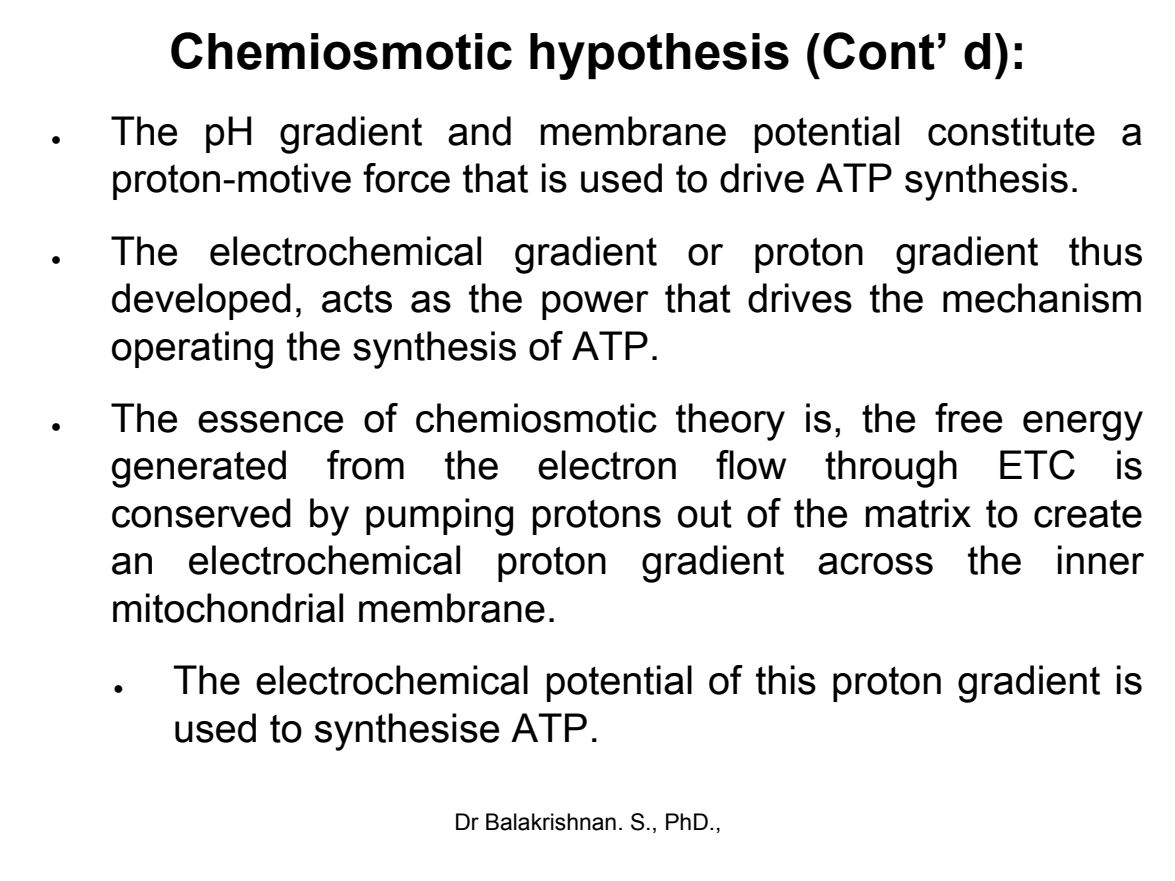 Chemiosmotic hypothesis (Cont’ d):
● The pH gradient and membrane potential constitute a
proton-motive force that is used to drive ATP synthesis.
● The electrochemical gradient or proton gradient thus
developed, acts as the power that drives the mechanism
operating the synthesis of ATP.
● The essence of chemiosmotic theory is, the free energy
generated from the electron flow through ETC is
conserved by pumping protons out of the matrix to create
an electrochemical proton gradient across the inner
mitochondrial membrane.
● The electrochemical potential of this proton gradient is
used to synthesise ATP.
Dr Balakrishnan. S., PhD.,